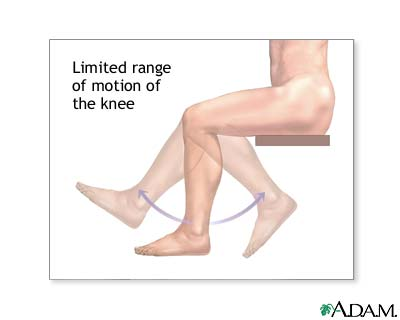 Limited range
of motion of
the knee
A.D.A.M.